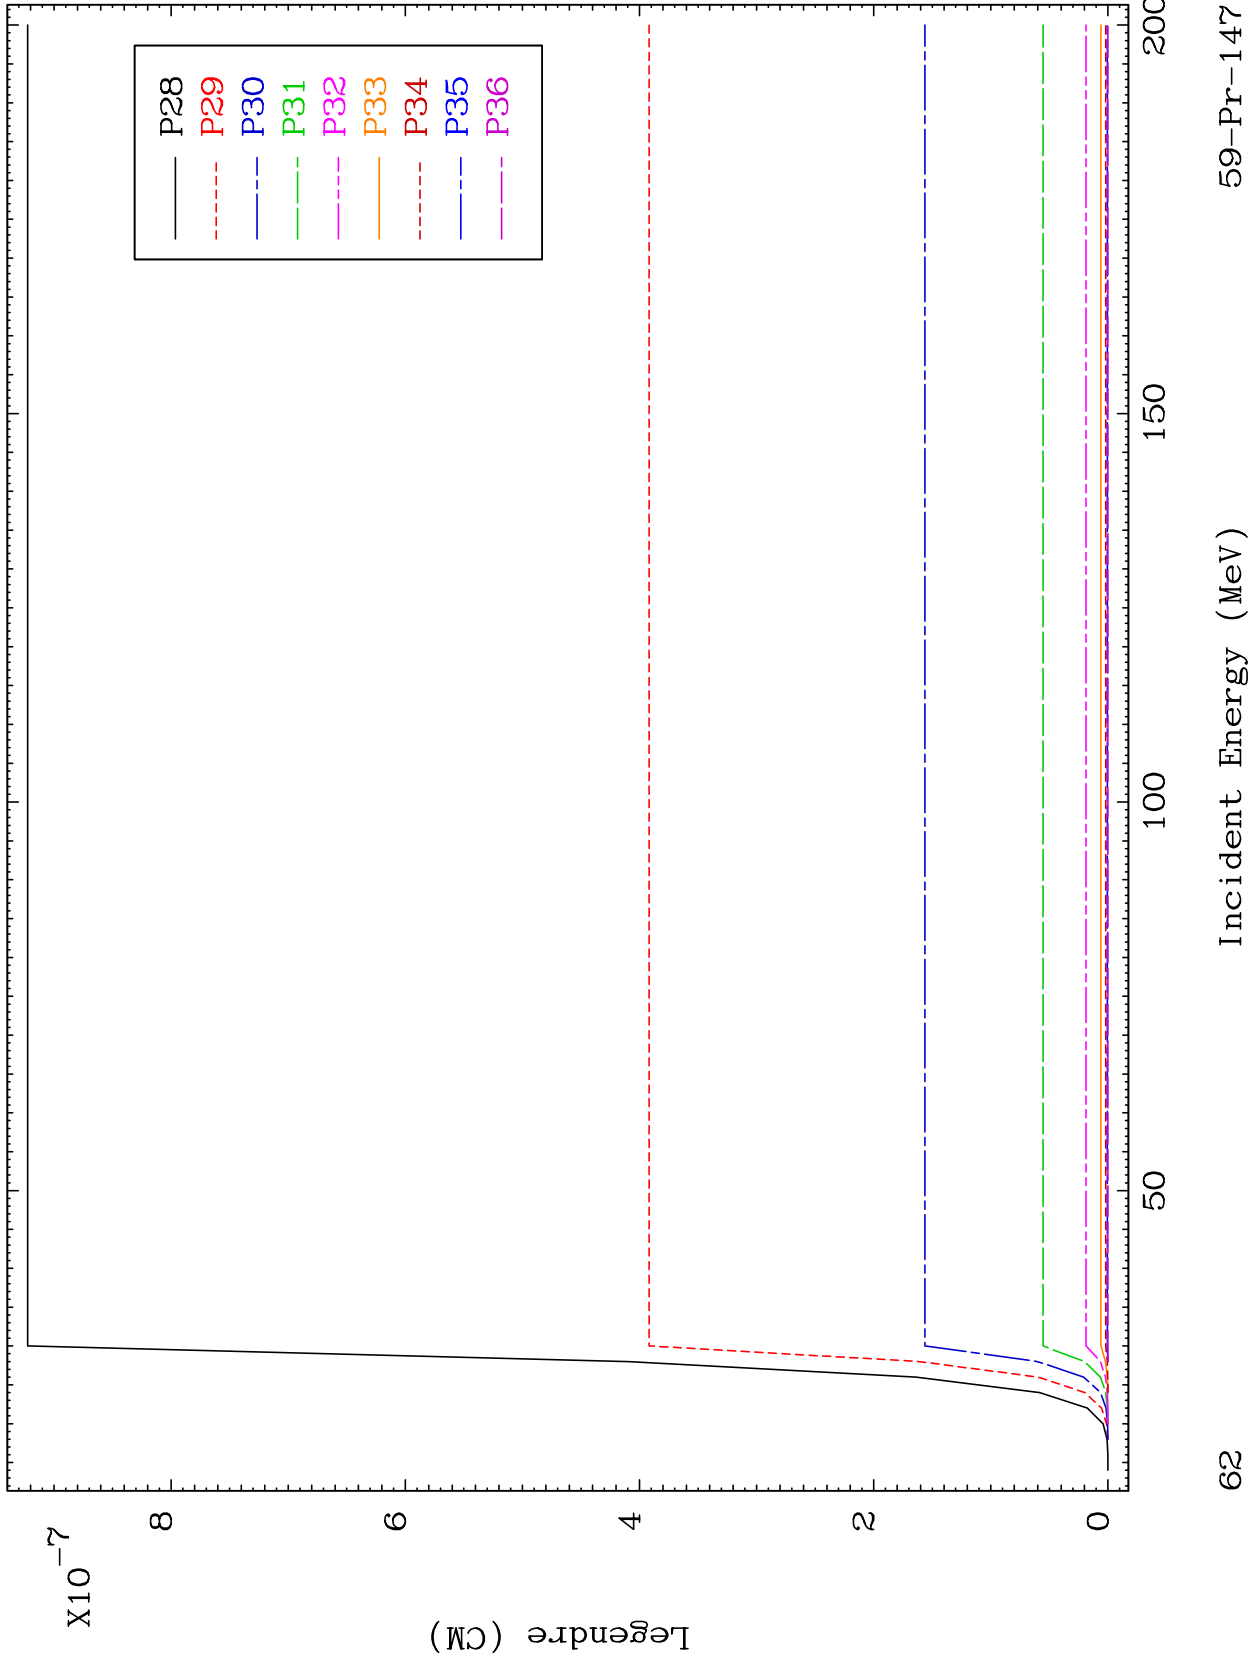 X10-7
8
6
4
2
0
Legendre (CM)
P28
P29
P30
P31
P32
P33
P34
P35
P36
50
100
150
200
Incident Energy (MeV)
62
59-Pr-147